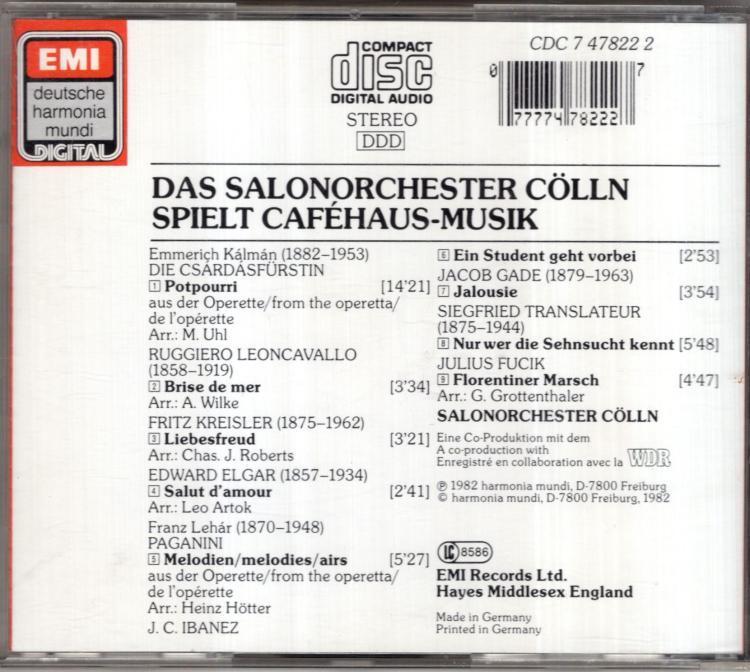 EMI
deutsche
harmonia
mundi
DIGITAL
COMPACT
disc
DIGITAL AUDIO
STEREO
DDD
CDC 7 47822 2
0 77774 78222 7
DAS SALONORCHESTER CÖLLN
SPIELT CAFÉHAUS-MUSIK
Emmerich Kálmán (1882–1953)
DIE CSÁRDÁSFÜRSTIN
1 Potpourri [14'21]
aus der Operette/from the operetta/
de l'opérette
Arr.: M. Uhl
RUGGIERO LEONCAVALLO
(1858–1919)
2 Brise de mer [3'34]
Arr.: A. Wilke
FRITZ KREISLER (1875–1962)
3 Liebesfreud [3'21]
Arr.: Chas. J. Roberts
EDWARD ELGAR (1857–1934)
4 Salut d'amour [2'41]
Arr.: Leo Artok
Franz Lehár (1870–1948)
PAGANINI
5 Melodien/melodies/airs [5'27]
aus der Operette/from the operetta/
de l'opérette
Arr.: Heinz Hötter
J. C. IBANEZ
6 Ein Student geht vorbei [2'53]
JACOB GADE (1879–1963)
7 Jalousie [3'54]
SIEGFRIED TRANSLATEUR
(1875–1944)
8 Nur wer die Sehnsucht kennt [5'48]
JULIUS FUCIK
9 Florentiner Marsch [4'47]
Arr.: G. Grottenthaler
SALONORCHESTER CÖLLN
Eine Co-Produktion mit dem
A co-production with
Enregistré en collaboration avec la WDR
℗ 1982 harmonia mundi, D-7800 Freiburg
© harmonia mundi, D-7800 Freiburg, 1982
LC 8586
EMI Records Ltd.
Hayes Middlesex England
Made in Germany
Printed in Germany